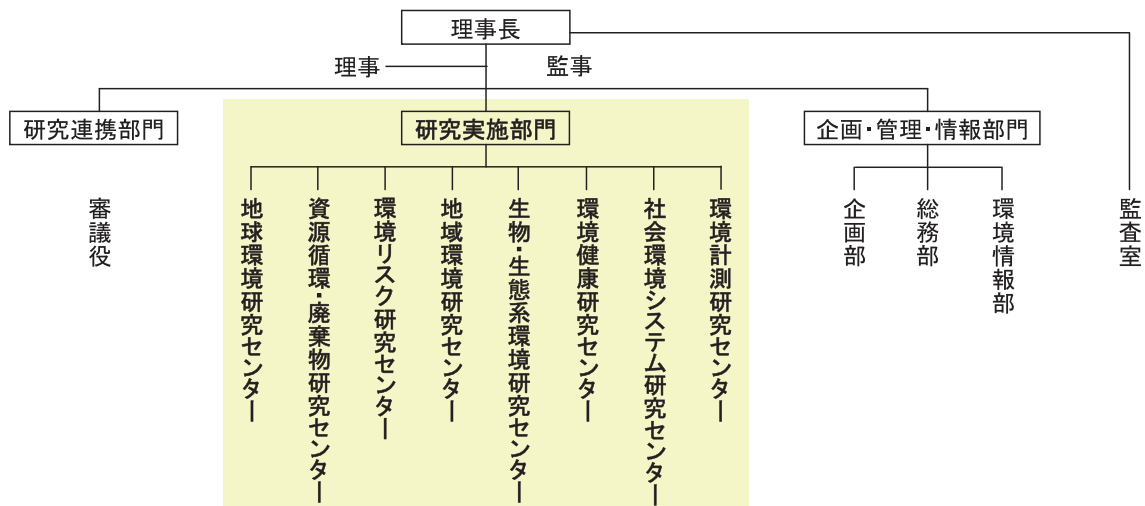 理事長
理事
監事
研究連携部門
研究実施部門
企画・管理・情報部門
審議役
地球環境研究センター
資源循環・廃棄物研究センター
環境リスク研究センター
地域環境研究センター
生物・生態系環境研究センター
環境健康研究センター
社会環境システム研究センター
環境計測研究センター
企画部
総務部
環境情報部
監査室